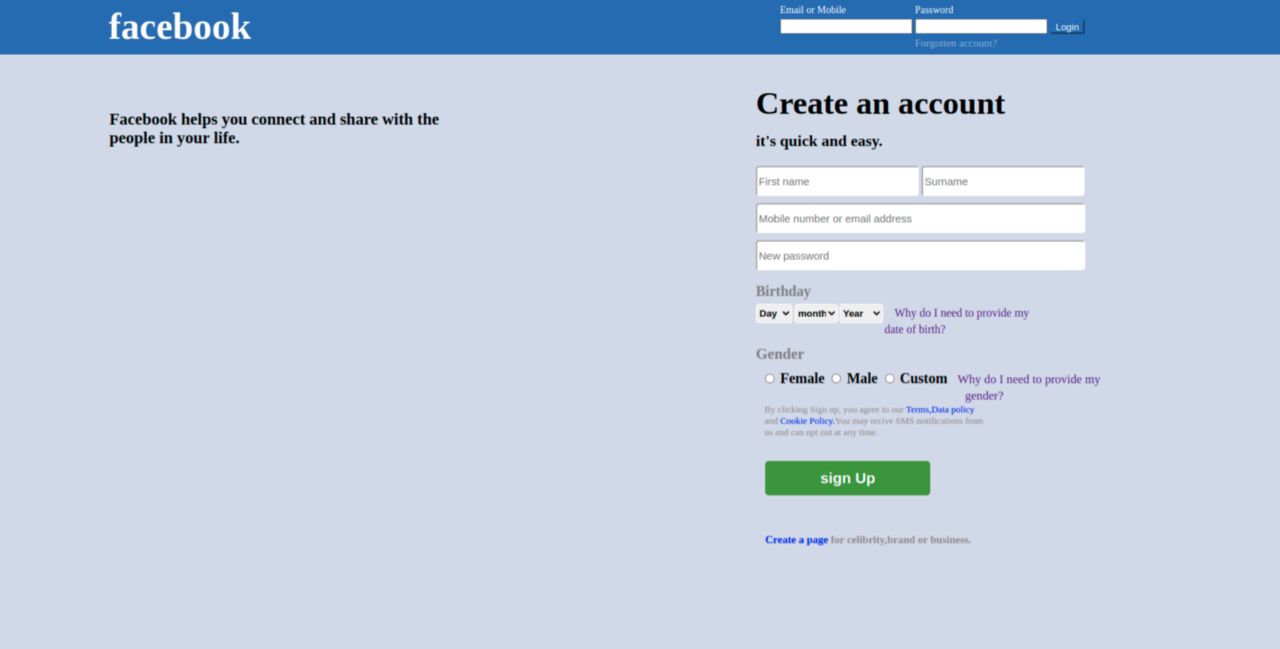 facebook
Email or Mobile
Password
Login
Forgotten account?
Facebook helps you connect and share with the
people in your life.
Create an account
it's quick and easy.
First name
Surname
Mobile number or email address
New password
Birthday
Day month Year Why do I need to provide my
date of birth?
Gender
Female Male Custom Why do I need to provide my
gender?
By clicking Sign up, you agree to our Terms,Data policy
and Cookie Policy.You may recive SMS notifications from
us and can opt out at any time.
sign Up
Create a page for celibrity,brand or business.